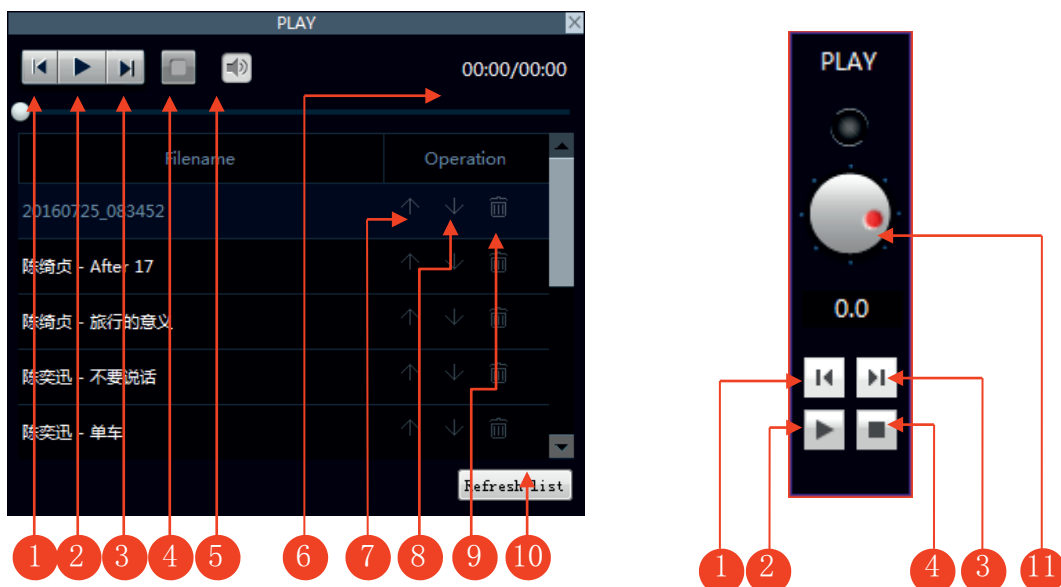 PLAY
00:00/00:00
Filename Operation
20160725_083452
陈绮贞 - After 17
陈绮贞 - 旅行的意义
陈奕迅 - 不要说话
陈奕迅 - 单车
Refresh list
1 2 3 4 5 6 7 8 9 10
PLAY
0.0
1 2 4 3 11